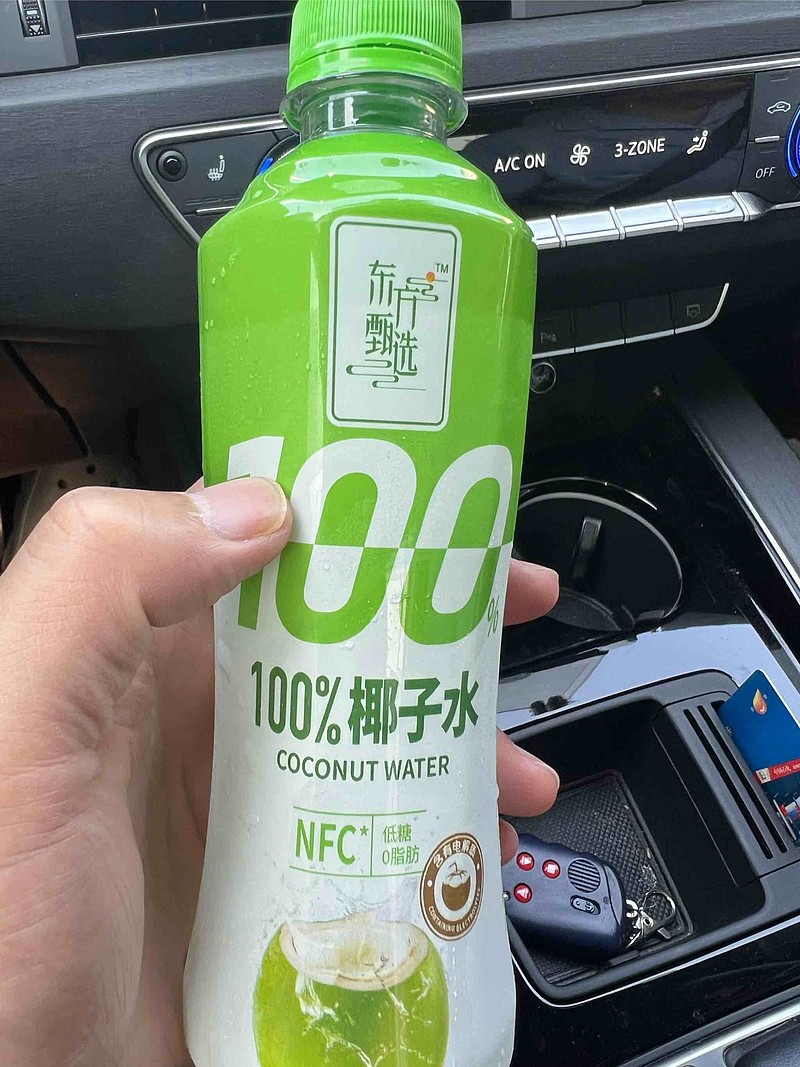 A/C ON
3-ZONE
OFF
东方
甄选
TM
100%
100%椰子水
COCONUT WATER
NFC*
低糖
0脂肪
含有电解质
CONTAINING ELECTROLYTES